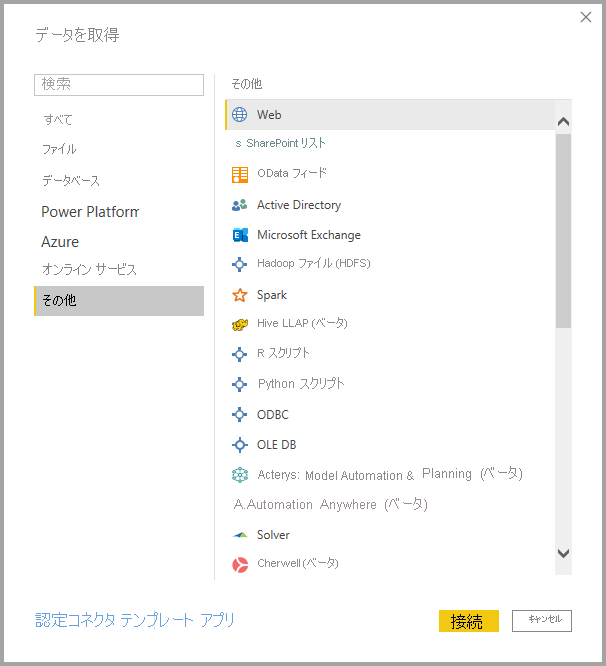 データを取得
検索
すべて
ファイル
データベース
Power Platform
Azure
オンライン サービス
その他
その他
Web
s SharePoint リスト
OData フィード
Active Directory
Microsoft Exchange
Hadoop ファイル (HDFS)
Spark
Hive LLAP (ベータ)
R スクリプト
Python スクリプト
ODBC
OLE DB
Acterys: Model Automation & Planning (ベータ)
A.Automation Anywhere (ベータ)
Solver
Cherwell (ベータ)
認定コネクタ テンプレート アプリ
接続
キャンセル